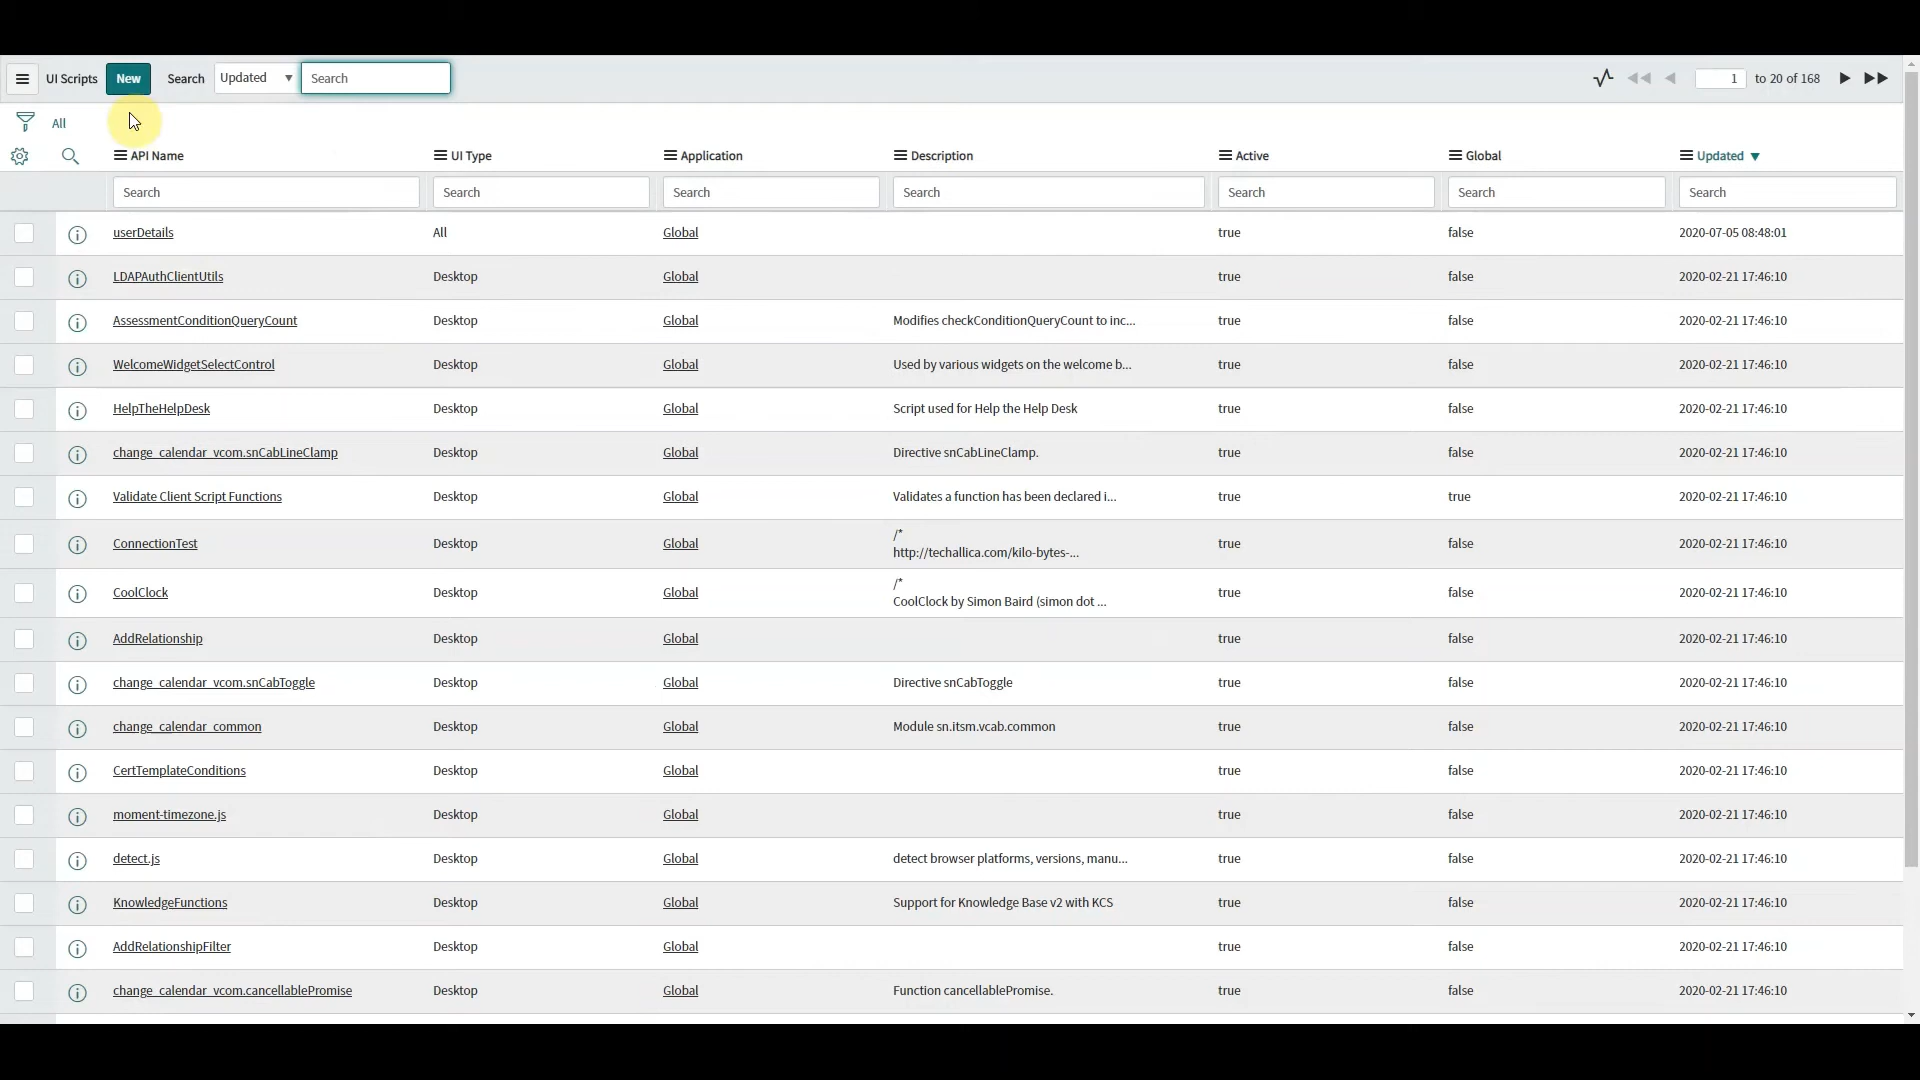 UI Scripts New Search Updated ▼ Search 1 to 20 of 168
All
API Name UI Type Application Description Active Global Updated ▼
Search Search Search Search Search Search Search
userDetails All Global true false 2020-07-05 08:48:01
LDAPAuthClientUtils Desktop Global true false 2020-02-21 17:46:10
AssessmentConditionQueryCount Desktop Global Modifies checkConditionQueryCount to inc... true false 2020-02-21 17:46:10
WelcomeWidgetSelectControl Desktop Global Used by various widgets on the welcome b... true false 2020-02-21 17:46:10
HelpTheHelpDesk Desktop Global Script used for Help the Help Desk true false 2020-02-21 17:46:10
change_calendar_vcom.snCabLineClamp Desktop Global Directive snCabLineClamp. true false 2020-02-21 17:46:10
Validate Client Script Functions Desktop Global Validates a function has been declared i... true true 2020-02-21 17:46:10
/*
ConnectionTest Desktop Global http://techallica.com/kilo-bytes-... true false 2020-02-21 17:46:10
/*
CoolClock Desktop Global CoolClock by Simon Baird (simon dot ... true false 2020-02-21 17:46:10
AddRelationship Desktop Global true false 2020-02-21 17:46:10
change_calendar_vcom.snCabToggle Desktop Global Directive snCabToggle true false 2020-02-21 17:46:10
change_calendar_common Desktop Global Module sn.itsm.vcab.common true false 2020-02-21 17:46:10
CertTemplateConditions Desktop Global true false 2020-02-21 17:46:10
moment-timezone.js Desktop Global true false 2020-02-21 17:46:10
detect.js Desktop Global detect browser platforms, versions, manu... true false 2020-02-21 17:46:10
KnowledgeFunctions Desktop Global Support for Knowledge Base v2 with KCS true false 2020-02-21 17:46:10
AddRelationshipFilter Desktop Global true false 2020-02-21 17:46:10
change_calendar_vcom.cancellablePromise Desktop Global Function cancellablePromise. true false 2020-02-21 17:46:10